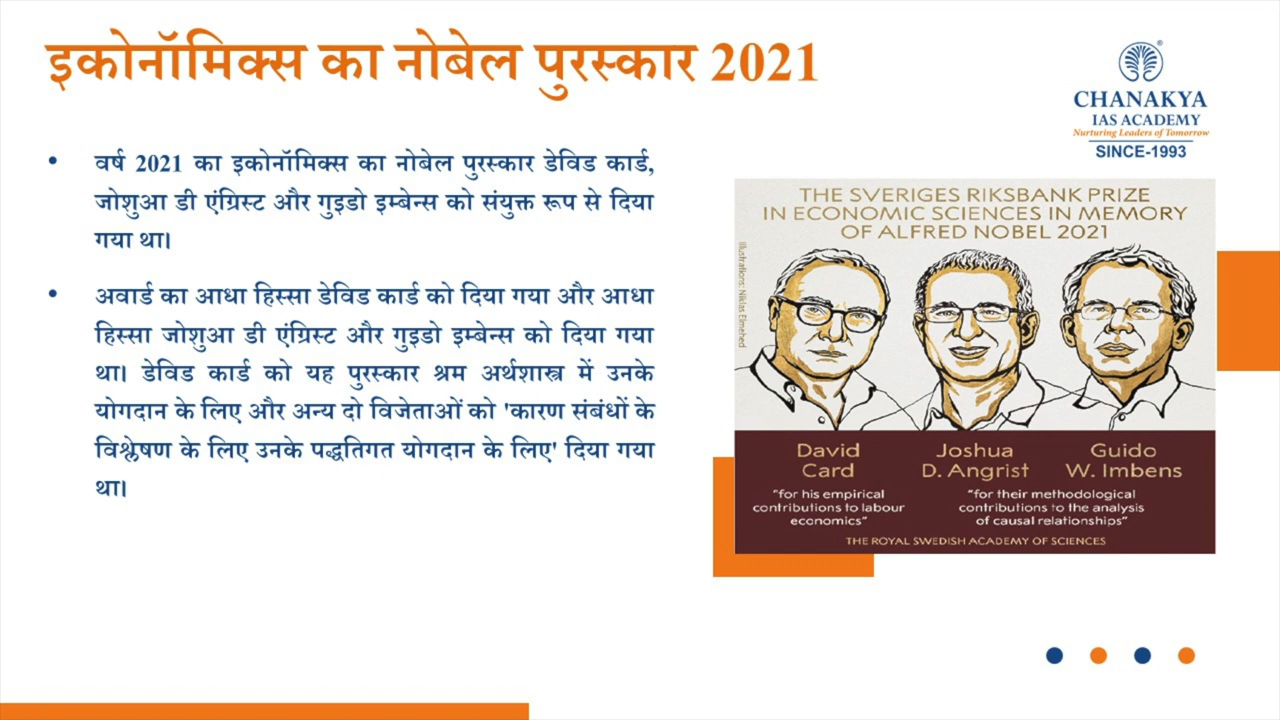 इकोनॉमिक्स का नोबेल पुरस्कार 2021
CHANAKYA
IAS ACADEMY
Nurturing Leaders of Tomorrow
SINCE-1993
• वर्ष 2021 का इकोनॉमिक्स का नोबेल पुरस्कार डेविड कार्ड,
जोशुआ डी एंग्रिस्ट और गुइडो इम्बेन्स को संयुक्त रूप से दिया
गया था।
• अवार्ड का आधा हिस्सा डेविड कार्ड को दिया गया और आधा
हिस्सा जोशुआ डी एंग्रिस्ट और गुइडो इम्बेन्स को दिया गया
था। डेविड कार्ड को यह पुरस्कार श्रम अर्थशास्त्र में उनके
योगदान के लिए और अन्य दो विजेताओं को 'कारण संबंधों के
विश्लेषण के लिए उनके पद्धतिगत योगदान के लिए' दिया गया
था।
THE SVERIGES RIKSBANK PRIZE
IN ECONOMIC SCIENCES IN MEMORY
OF ALFRED NOBEL 2021
Illustrations: Niklas Elmehed
David
Card
"for his empirical
contributions to labour
economics"
Joshua
D. Angrist
Guido
W. Imbens
"for their methodological
contributions to the analysis
of causal relationships"
THE ROYAL SWEDISH ACADEMY OF SCIENCES